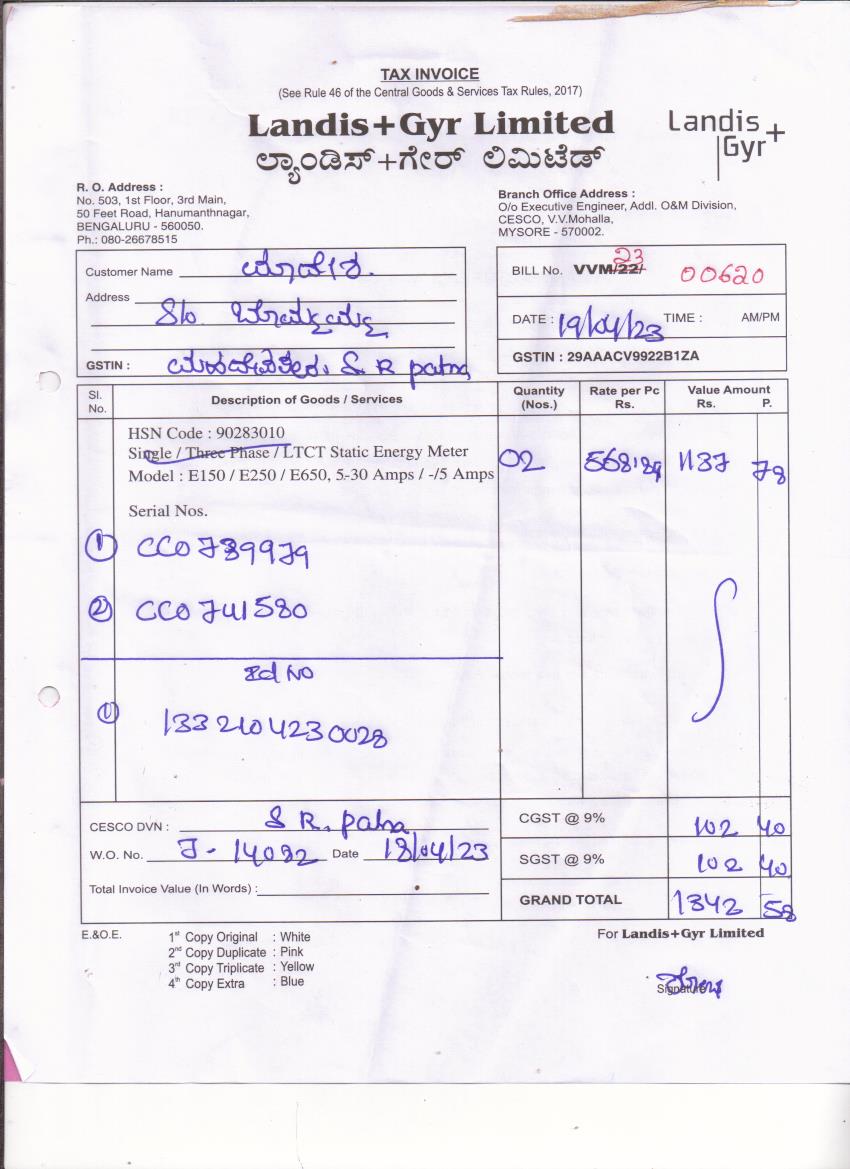 TAX INVOICE
(See Rule 46 of the Central Goods & Services Tax Rules, 2017)
Landis+Gyr Limited
Landis+
Gyr
ಲ್ಯಾಂಡಿಸ್+ಗೇರ್ ಲಿಮಿಟೆಡ್
R. O. Address :
No. 503, 1st Floor, 3rd Main,
50 Feet Road, Hanumanthnagar,
BENGALURU - 560050.
Ph.: 080-26678515
Branch Office Address :
O/o Executive Engineer, Addl. O&M Division,
CESCO, V.V.Mohalla,
MYSORE - 570002.
Customer Name
Address
S/o
GSTIN : S R patna
BILL No. VVM/22/ 23 00620
DATE : 19/04/23 TIME : AM/PM
GSTIN : 29AAACV9922B1ZA
Sl. No. Description of Goods / Services Quantity (Nos.) Rate per Pc Rs. Value Amount Rs. P.
HSN Code : 90283010
Single / Three Phase / LTCT Static Energy Meter 02 568.89 1137 78
Model : E150 / E250 / E650, 5-30 Amps / -/5 Amps
Serial Nos.
1 CC0739979
2 CC0741580
No
1 1332104230028
CESCO DVN : S R. patna
W.O. No. J - 14092 Date 18/04/23
Total Invoice Value (In Words) :
CGST @ 9% 102 40
SGST @ 9% 102 40
GRAND TOTAL 1342 58
E.&O.E.
1st Copy Original : White
2nd Copy Duplicate : Pink
3rd Copy Triplicate : Yellow
4th Copy Extra : Blue
For Landis+Gyr Limited
Signature